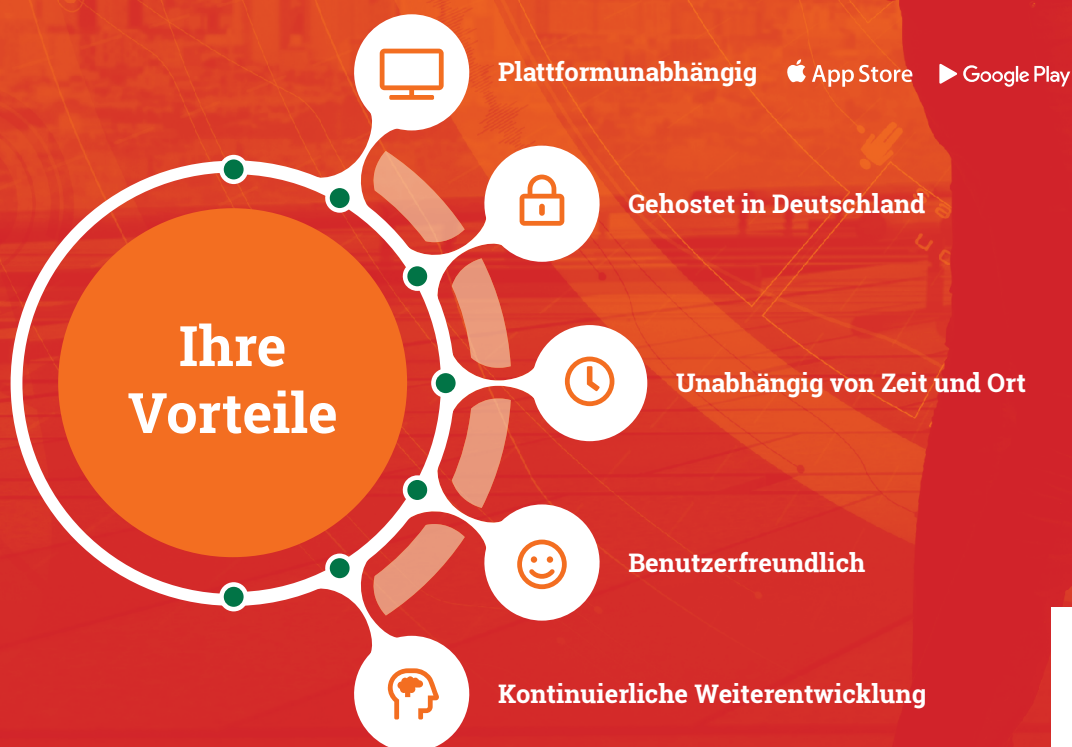 Plattformunabhängig App Store Google Play
Gehostet in Deutschland
Ihre
Vorteile
Unabhängig von Zeit und Ort
Benutzerfreundlich
Kontinuierliche Weiterentwicklung